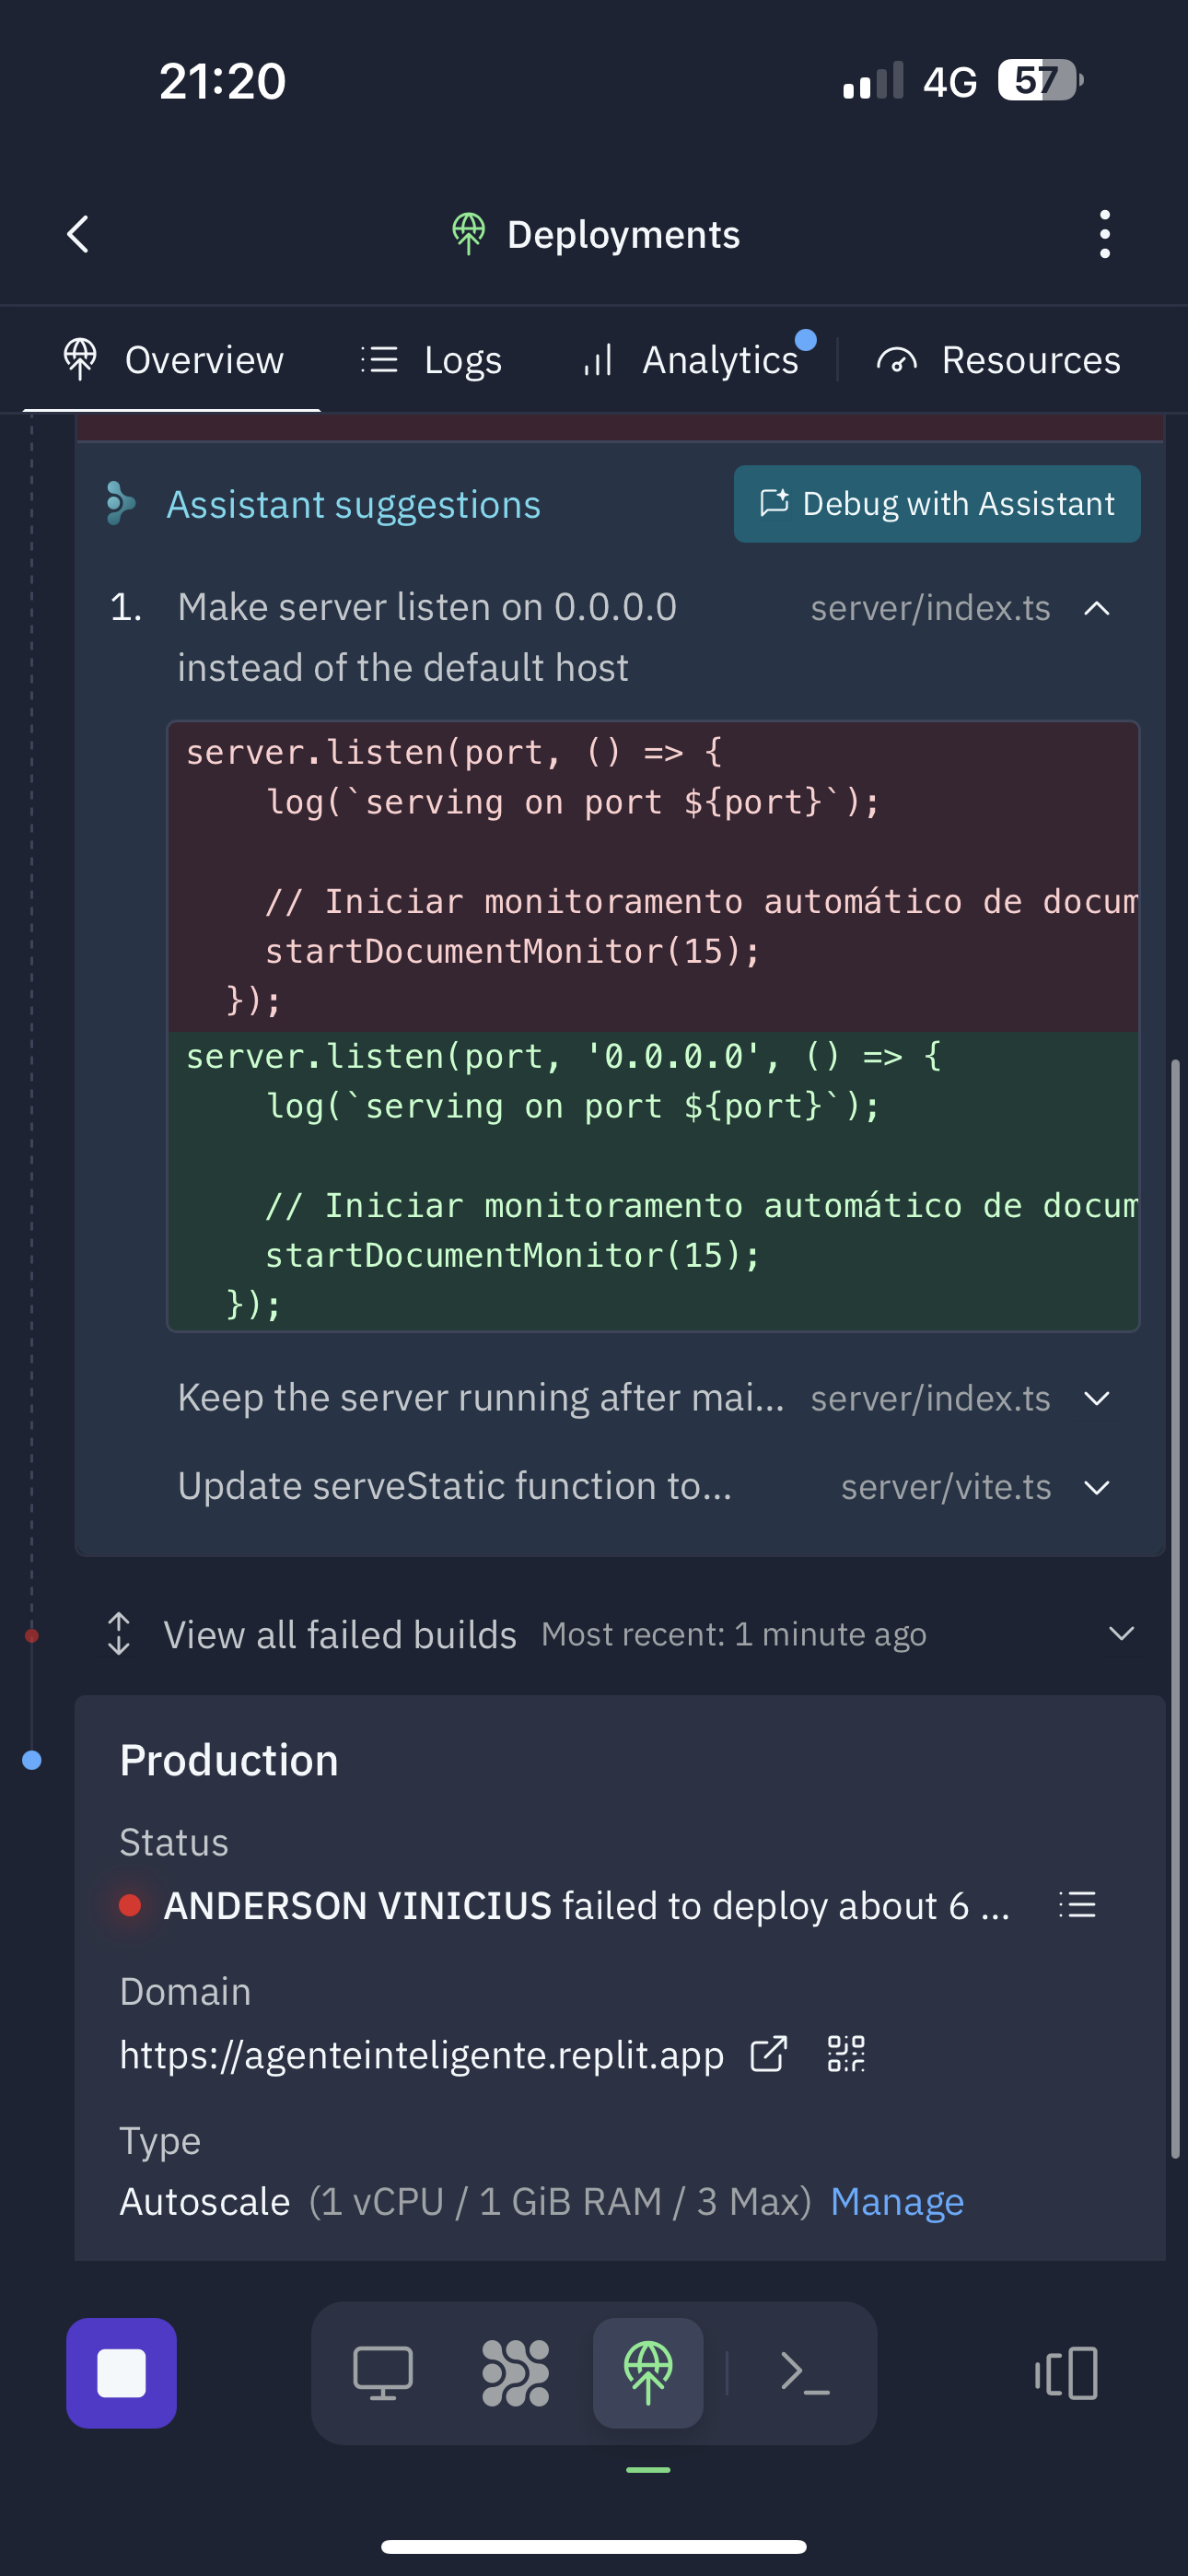 21:20
4G
57
Deployments
Overview
Logs
Analytics
Resources
Assistant suggestions
Debug with Assistant
1. Make server listen on 0.0.0.0
instead of the default host
server/index.ts
server.listen(port, () => {
    log(`serving on port ${port}`);

    // Iniciar monitoramento automático de docum
    startDocumentMonitor(15);
  });
server.listen(port, '0.0.0.0', () => {
    log(`serving on port ${port}`);

    // Iniciar monitoramento automático de docum
    startDocumentMonitor(15);
  });
Keep the server running after mai... server/index.ts
Update serveStatic function to... server/vite.ts
View all failed builds Most recent: 1 minute ago
Production
Status
ANDERSON VINICIUS failed to deploy about 6 ...
Domain
https://agenteinteligente.replit.app
Type
Autoscale (1 vCPU / 1 GiB RAM / 3 Max) Manage